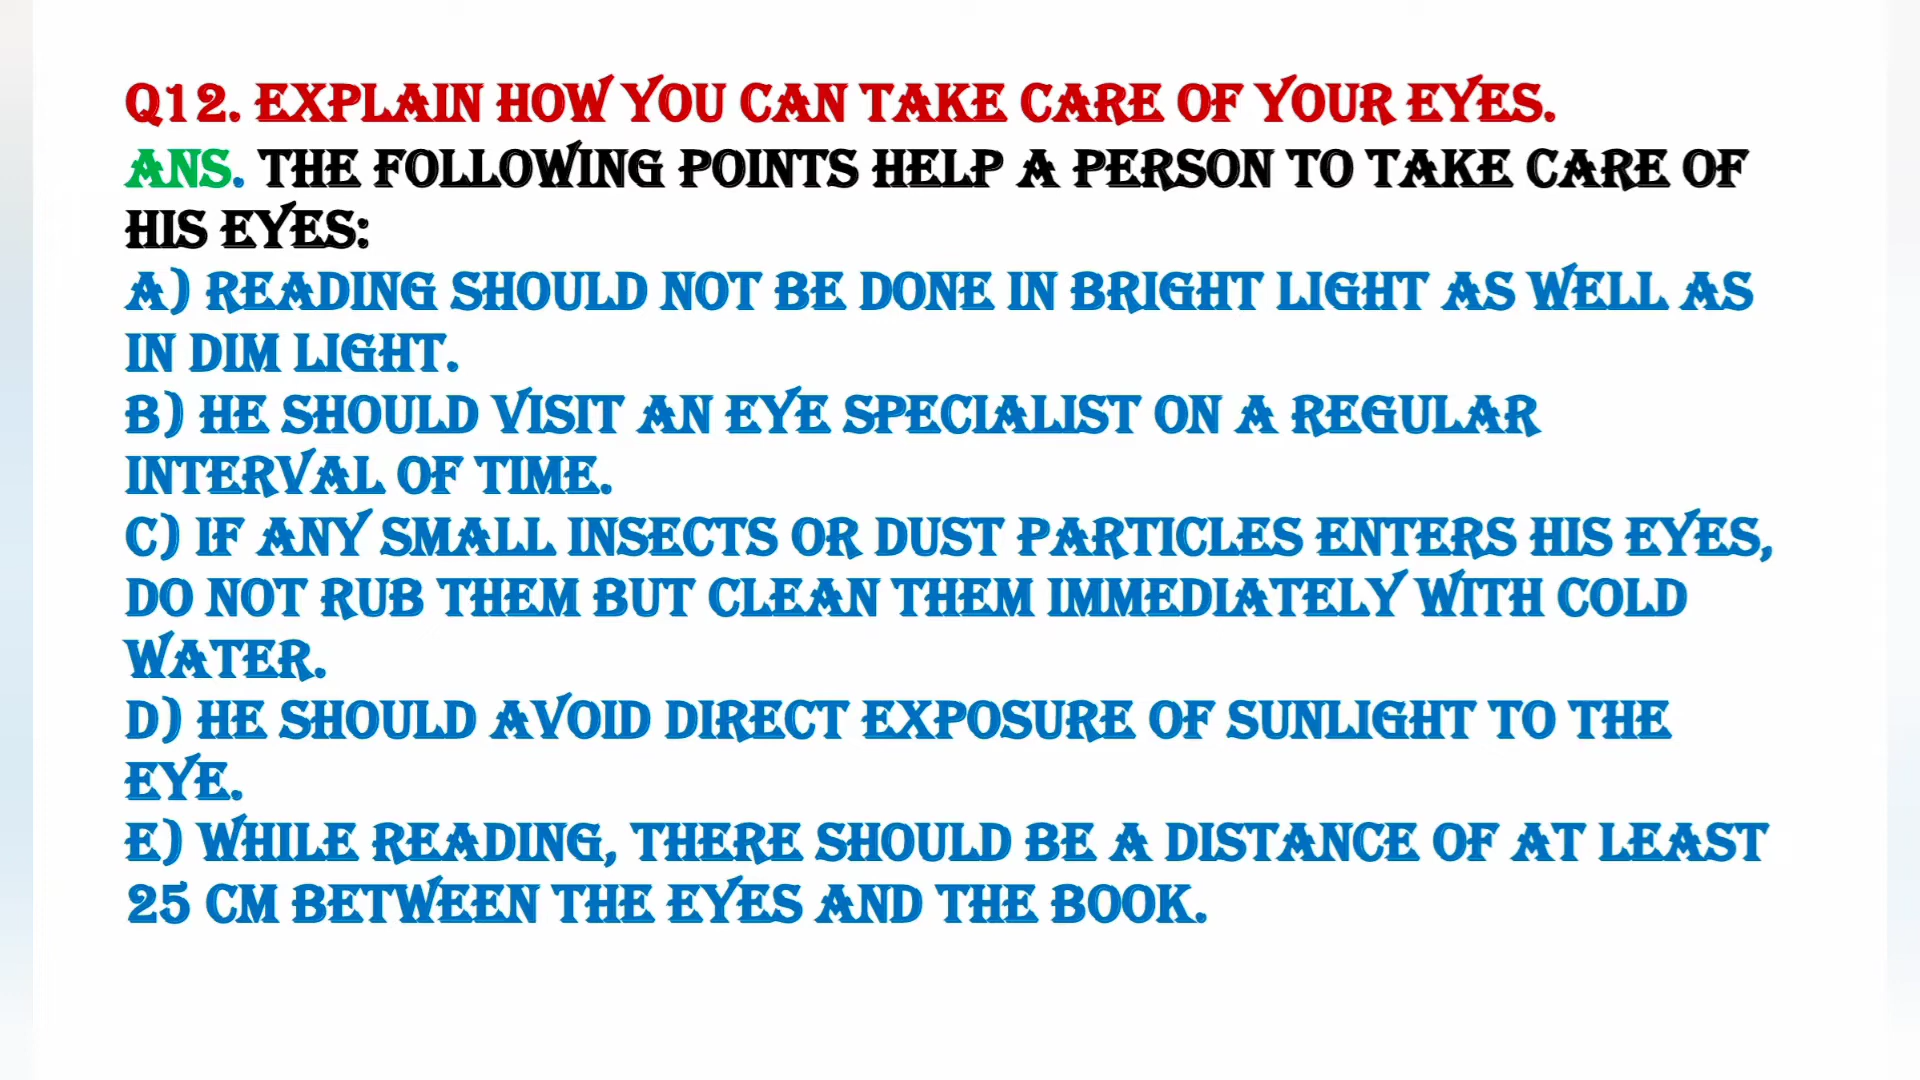 Q12. EXPLAIN HOW YOU CAN TAKE CARE OF YOUR EYES.
ANS. THE FOLLOWING POINTS HELP A PERSON TO TAKE CARE OF
HIS EYES:
A) READING SHOULD NOT BE DONE IN BRIGHT LIGHT AS WELL AS
IN DIM LIGHT.
B) HE SHOULD VISIT AN EYE SPECIALIST ON A REGULAR
INTERVAL OF TIME.
C) IF ANY SMALL INSECTS OR DUST PARTICLES ENTERS HIS EYES,
DO NOT RUB THEM BUT CLEAN THEM IMMEDIATELY WITH COLD
WATER.
D) HE SHOULD AVOID DIRECT EXPOSURE OF SUNLIGHT TO THE
EYE.
E) WHILE READING, THERE SHOULD BE A DISTANCE OF AT LEAST
25 CM BETWEEN THE EYES AND THE BOOK.